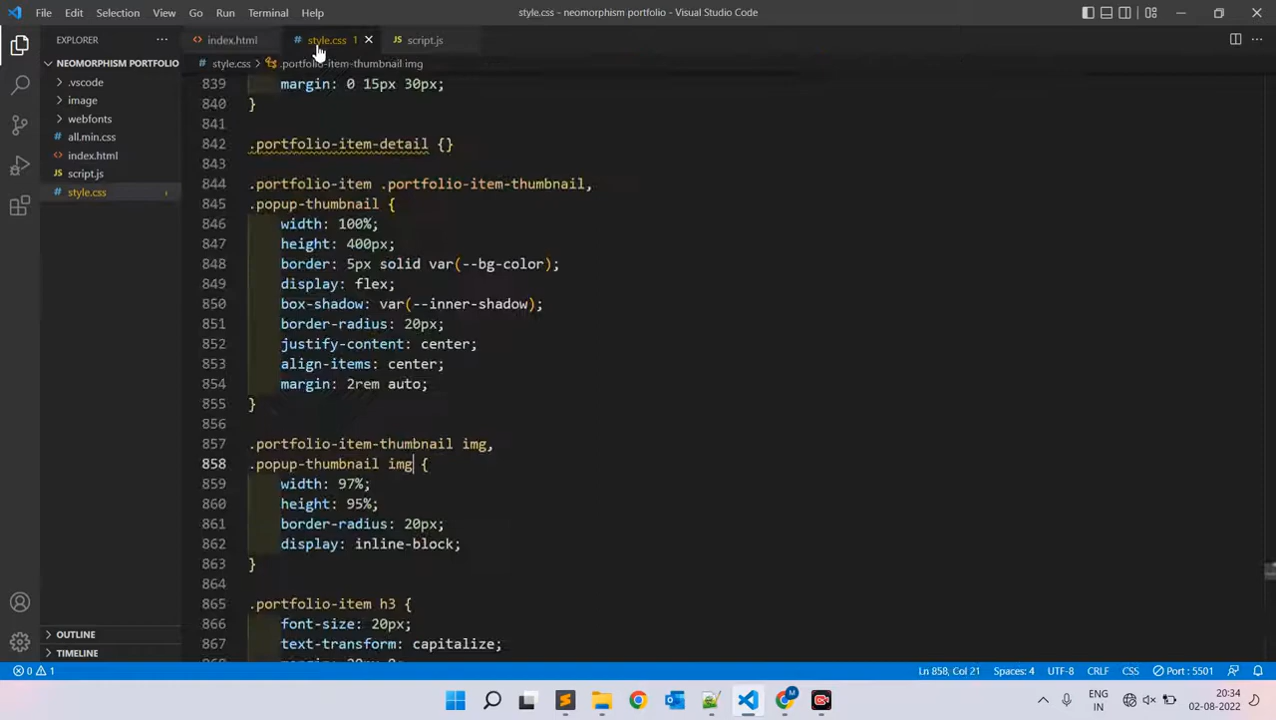 File Edit Selection View Go Run Terminal Help
style.css - neomorphism portfolio - Visual Studio Code
EXPLORER
index.html
style.css 1
script.js
NEOMORPHISM PORTFOLIO
style.css > .portfolio-item-thumbnail img
.vscode
image
webfonts
all.min.css
index.html
script.js
style.css
839 margin: 0 15px 30px;
840 }
841
842 .portfolio-item-detail {}
843
844 .portfolio-item .portfolio-item-thumbnail,
845 .popup-thumbnail {
846 width: 100%;
847 height: 400px;
848 border: 5px solid var(--bg-color);
849 display: flex;
850 box-shadow: var(--inner-shadow);
851 border-radius: 20px;
852 justify-content: center;
853 align-items: center;
854 margin: 2rem auto;
855 }
856
857 .portfolio-item-thumbnail img,
858 .popup-thumbnail img {
859 width: 97%;
860 height: 95%;
861 border-radius: 20px;
862 display: inline-block;
863 }
864
865 .portfolio-item h3 {
866 font-size: 20px;
867 text-transform: capitalize;
OUTLINE
TIMELINE
0 1
Ln 858, Col 21 Spaces: 4 UTF-8 CRLF CSS Port : 5501
ENG
IN
20:34
02-08-2022